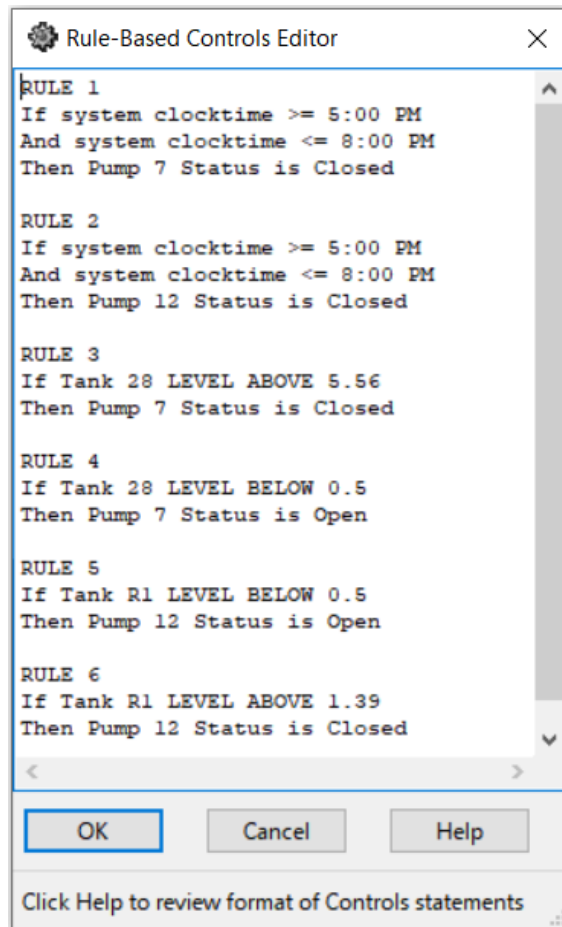 Rule-Based Controls Editor
RULE 1
If system clocktime >= 5:00 PM
And system clocktime <= 8:00 PM
Then Pump 7 Status is Closed
RULE 2
If system clocktime >= 5:00 PM
And system clocktime <= 8:00 PM
Then Pump 12 Status is Closed
RULE 3
If Tank 28 LEVEL ABOVE 5.56
Then Pump 7 Status is Closed
RULE 4
If Tank 28 LEVEL BELOW 0.5
Then Pump 7 Status is Open
RULE 5
If Tank R1 LEVEL BELOW 0.5
Then Pump 12 Status is Open
RULE 6
If Tank R1 LEVEL ABOVE 1.39
Then Pump 12 Status is Closed
OK Cancel Help
Click Help to review format of Controls statements